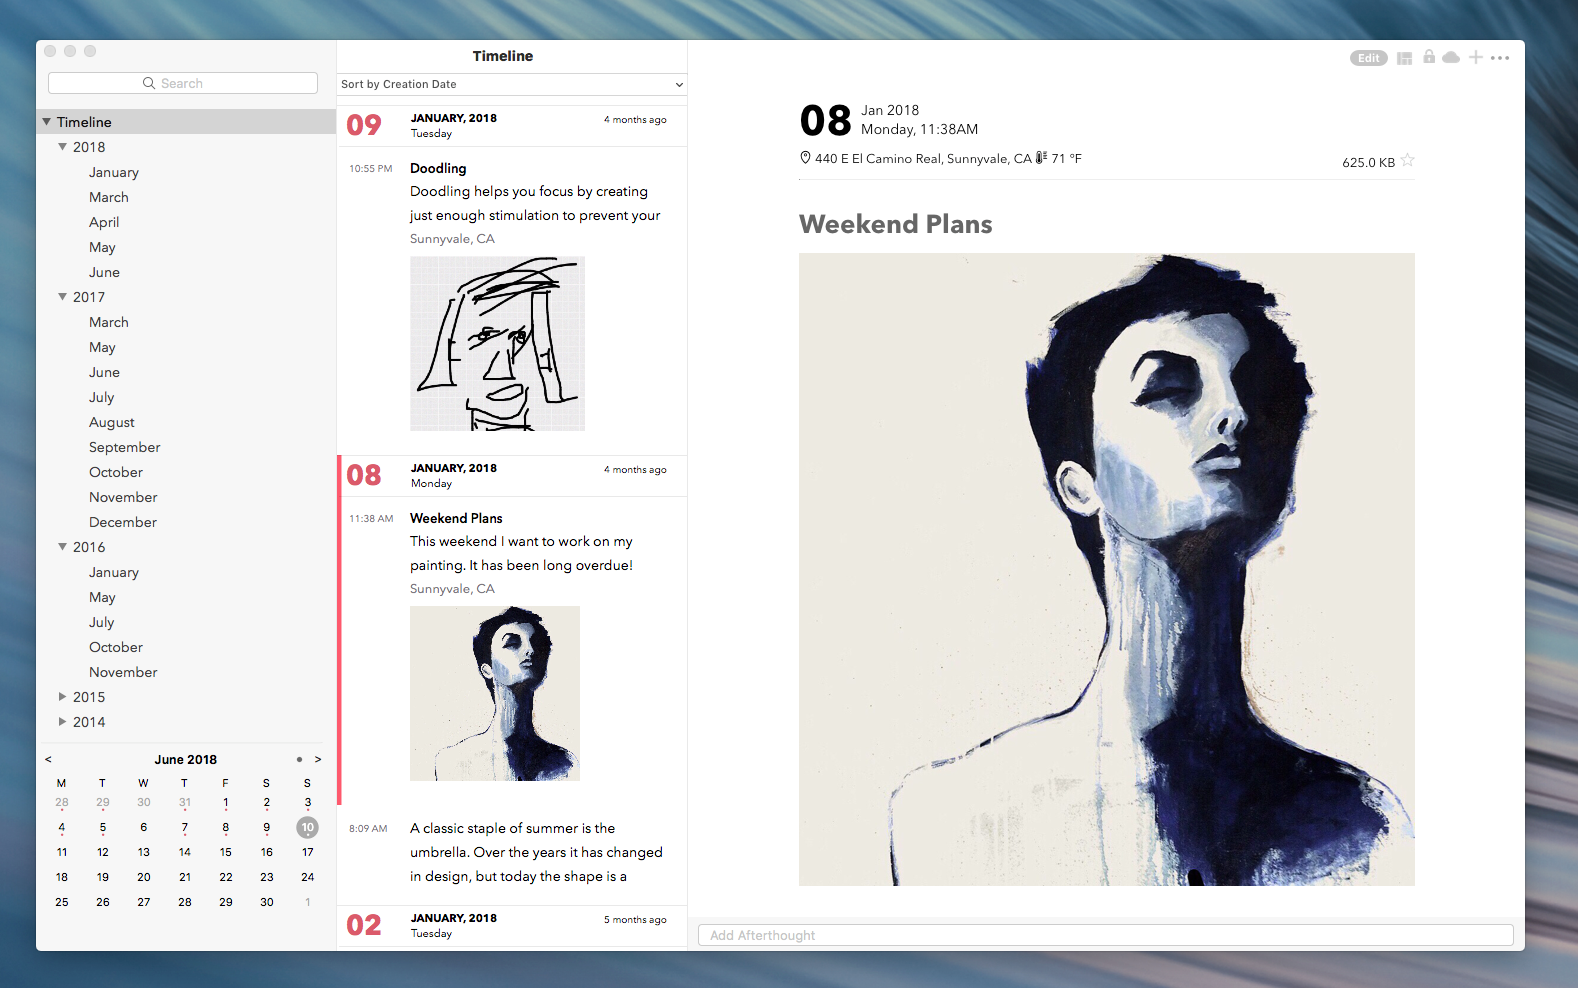 Search
Timeline
2018
January
March
April
May
June
2017
March
May
June
July
August
September
October
November
December
2016
January
May
July
October
November
2015
2014
< June 2018 • >
M T W T F S S
28 29 30 31 1 2 3
4 5 6 7 8 9 10
11 12 13 14 15 16 17
18 19 20 21 22 23 24
25 26 27 28 29 30 1
Timeline
Sort by Creation Date
09 JANUARY, 2018 4 months ago
Tuesday
10:55 PM Doodling
Doodling helps you focus by creating
just enough stimulation to prevent your
Sunnyvale, CA
08 JANUARY, 2018 4 months ago
Monday
11:38 AM Weekend Plans
This weekend I want to work on my
painting. It has been long overdue!
Sunnyvale, CA
8:09 AM A classic staple of summer is the
umbrella. Over the years it has changed
in design, but today the shape is a
02 JANUARY, 2018 5 months ago
Tuesday
Edit
08 Jan 2018
Monday, 11:38AM
440 E El Camino Real, Sunnyvale, CA 71 °F
625.0 KB
Weekend Plans
Add Afterthought